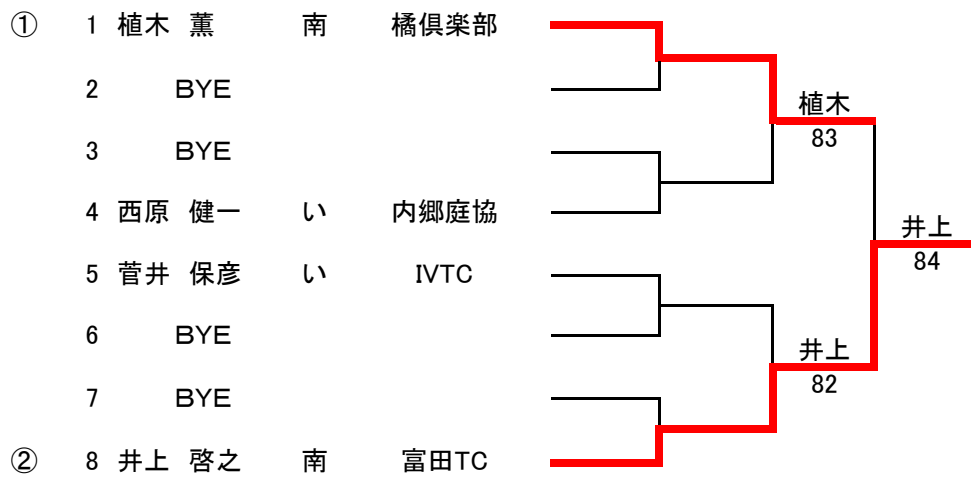 ① 1 植木 薫 南 橘倶楽部
2 BYE
植木
3 BYE
83
4 西原 健一 い 内郷庭協
井上
5 菅井 保彦 い IVTC
84
6 BYE
井上
7 BYE
82
② 8 井上 啓之 南 富田TC